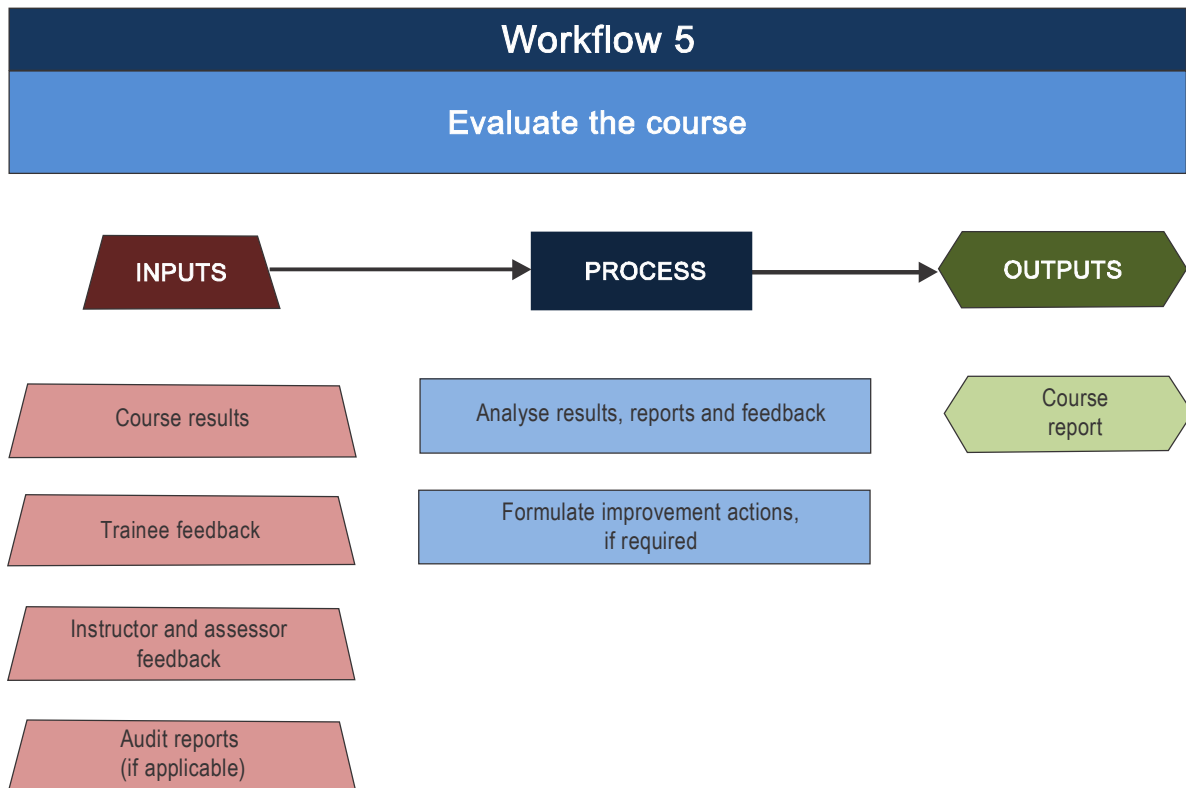 Workflow 5
Evaluate the course
INPUTS
PROCESS
OUTPUTS
Course results
Trainee feedback
Instructor and assessor
feedback
Audit reports
(if applicable)
Analyse results, reports and feedback
Formulate improvement actions,
if required
Course
report